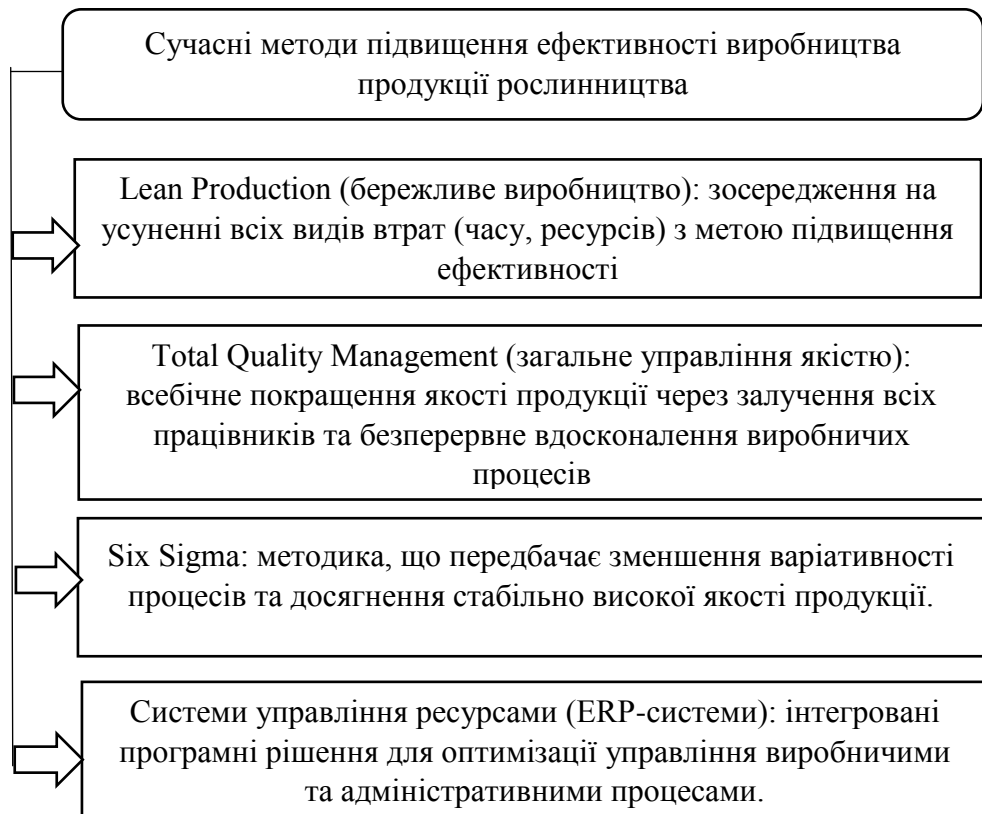 Сучасні методи підвищення ефективності виробництва
продукції рослинництва
Lean Production (бережливе виробництво): зосередження на
усуненні всіх видів втрат (часу, ресурсів) з метою підвищення
ефективності
Total Quality Management (загальне управління якістю):
всебічне покращення якості продукції через залучення всіх
працівників та безперервне вдосконалення виробничих
процесів
Six Sigma: методика, що передбачає зменшення варіативності
процесів та досягнення стабільно високої якості продукції.
Системи управління ресурсами (ERP-системи): інтегровані
програмні рішення для оптимізації управління виробничими
та адміністративними процесами.